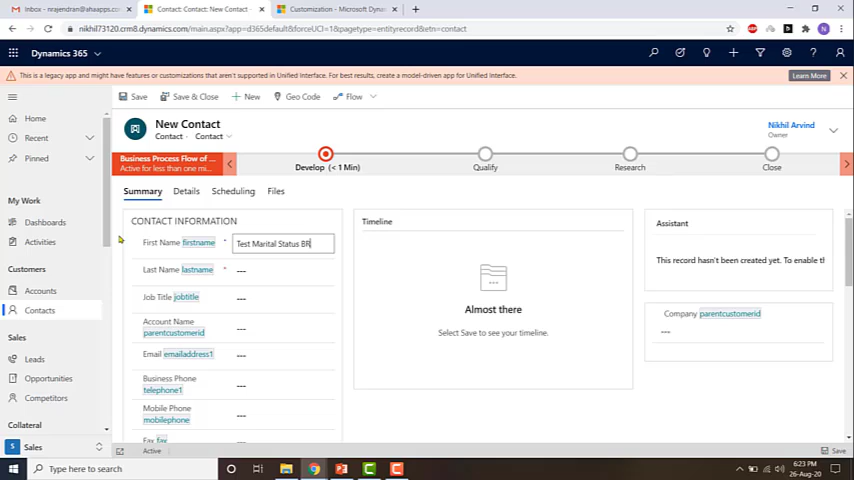 Inbox - nrajendran@ahaapps.co
Contact: Contact: New Contact -
Customization - Microsoft Dyna
nikhil73120.crm8.dynamics.com/main.aspx?app=d365default&forceUCI=1&pagetype=entityrecord&etn=contact
Dynamics 365
This is a legacy app and might have features or customizations that aren't supported in Unified Interface. For best results, create a model-driven app for Unified Interface.
Learn More
Save
Save & Close
New
Geo Code
Flow
Home
Recent
Pinned
My Work
Dashboards
Activities
Customers
Accounts
Contacts
Sales
Leads
Opportunities
Competitors
Collateral
S Sales
New Contact
Contact · Contact
Nikhil Arvind
Owner
Business Process Flow of ...
Active for less than one mi...
Develop (< 1 Min)
Qualify
Research
Close
Summary
Details
Scheduling
Files
CONTACT INFORMATION
First Name firstname * Test Marital Status BR
Last Name lastname * ---
Job Title jobtitle ---
Account Name
parentcustomerid ---
Email emailaddress1 ---
Business Phone
telephone1 ---
Mobile Phone
mobilephone ---
Fax fax
Timeline
Almost there
Select Save to see your timeline.
Assistant
This record hasn't been created yet. To enable t
Company parentcustomerid
---
Active
Save
Type here to search
6:23 PM
26-Aug-20